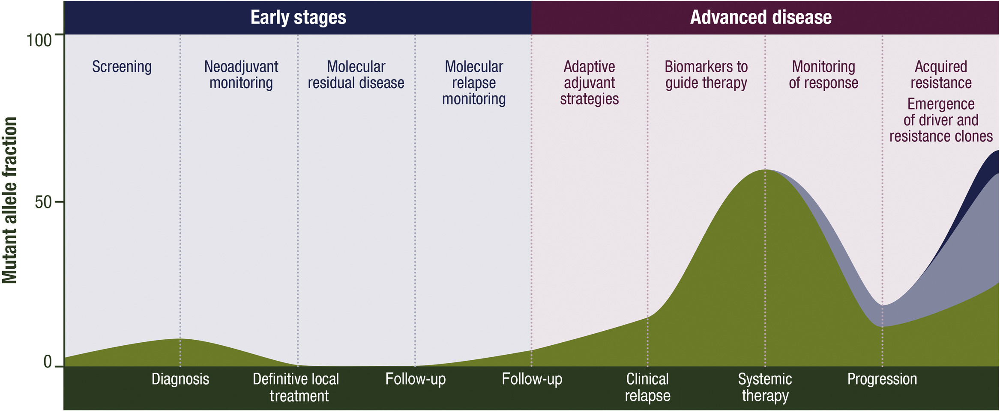 Early stages
Advanced disease
Mutant allele fraction
100
50
0
Screening
Neoadjuvant
monitoring
Molecular
residual disease
Molecular
relapse
monitoring
Adaptive
adjuvant
strategies
Biomarkers to
guide therapy
Monitoring
of response
Acquired
resistance
Emergence
of driver and
resistance clones
Diagnosis
Definitive local
treatment
Follow-up
Follow-up
Clinical
relapse
Systemic
therapy
Progression